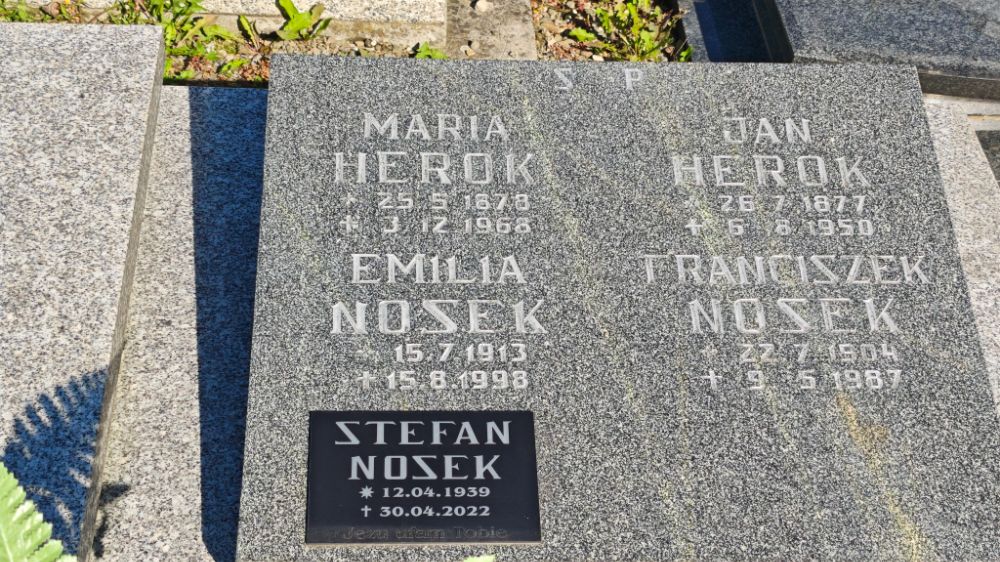 S P
MARIA
HEROK
* 25 5 1878
+ 3.12 1968
JAN
HEROK
* 26 7 1877
+ 6 8 1950
EMILIA
NOSEK
* 15.7 1913
+ 15.8.1998
FRANCISZEK
NOSEK
* 22 7 1904
+ 9 5 1987
STEFAN
NOSEK
* 12.04.1939
+ 30.04.2022
Jezu ufam Tobie